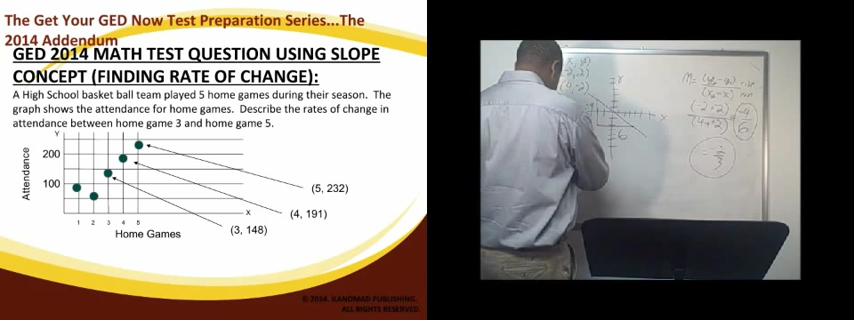 The Get Your GED Now Test Preparation Series...The
2014 Addendum
GED 2014 MATH TEST QUESTION USING SLOPE
CONCEPT (FINDING RATE OF CHANGE):
A High School basket ball team played 5 home games during their season. The
graph shows the attendance for home games. Describe the rates of change in
attendance between home game 3 and home game 5.
Y
200
100
Attendance
X
1 2 3 4 5
Home Games
(5, 232)
(4, 191)
(3, 148)
© 2014. KANDMAD PUBLISHING.
ALL RIGHTS RESERVED.
Y
X
6